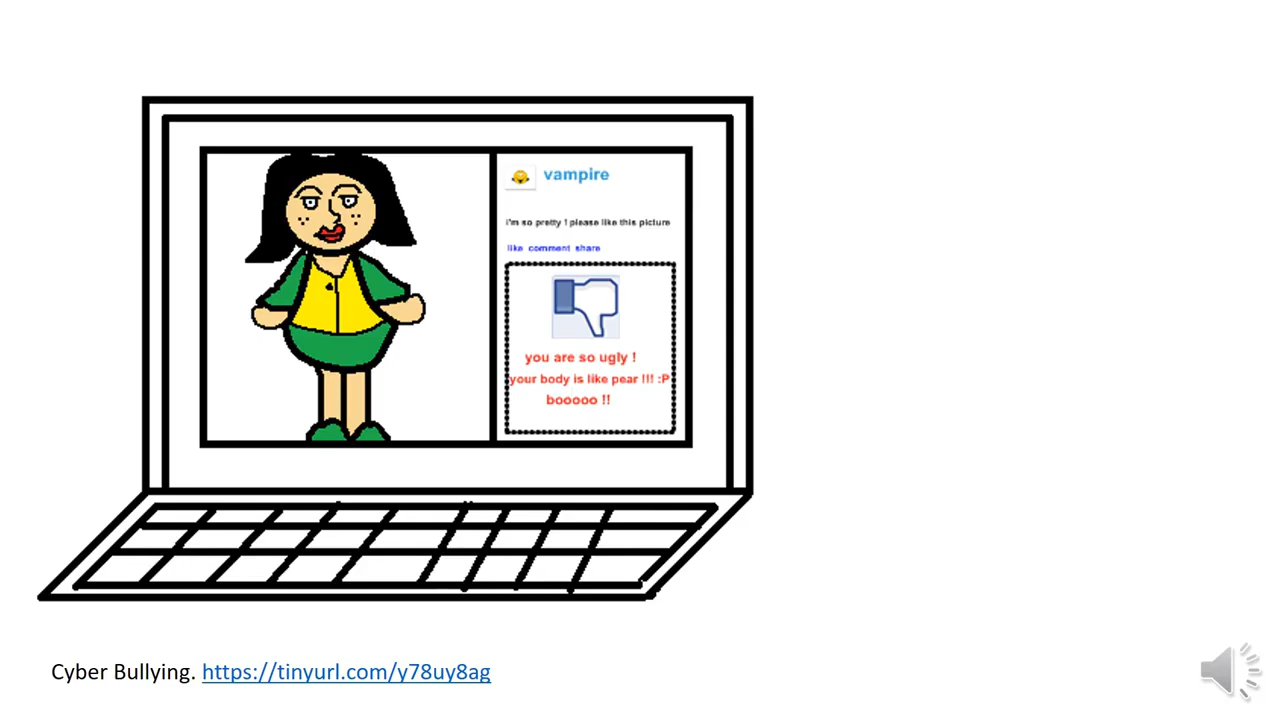 vampire
i'm so pretty ! please like this picture
like comment share
you are so ugly !
your body is like pear !!! :P
booooo !!
Cyber Bullying. https://tinyurl.com/y78uy8ag